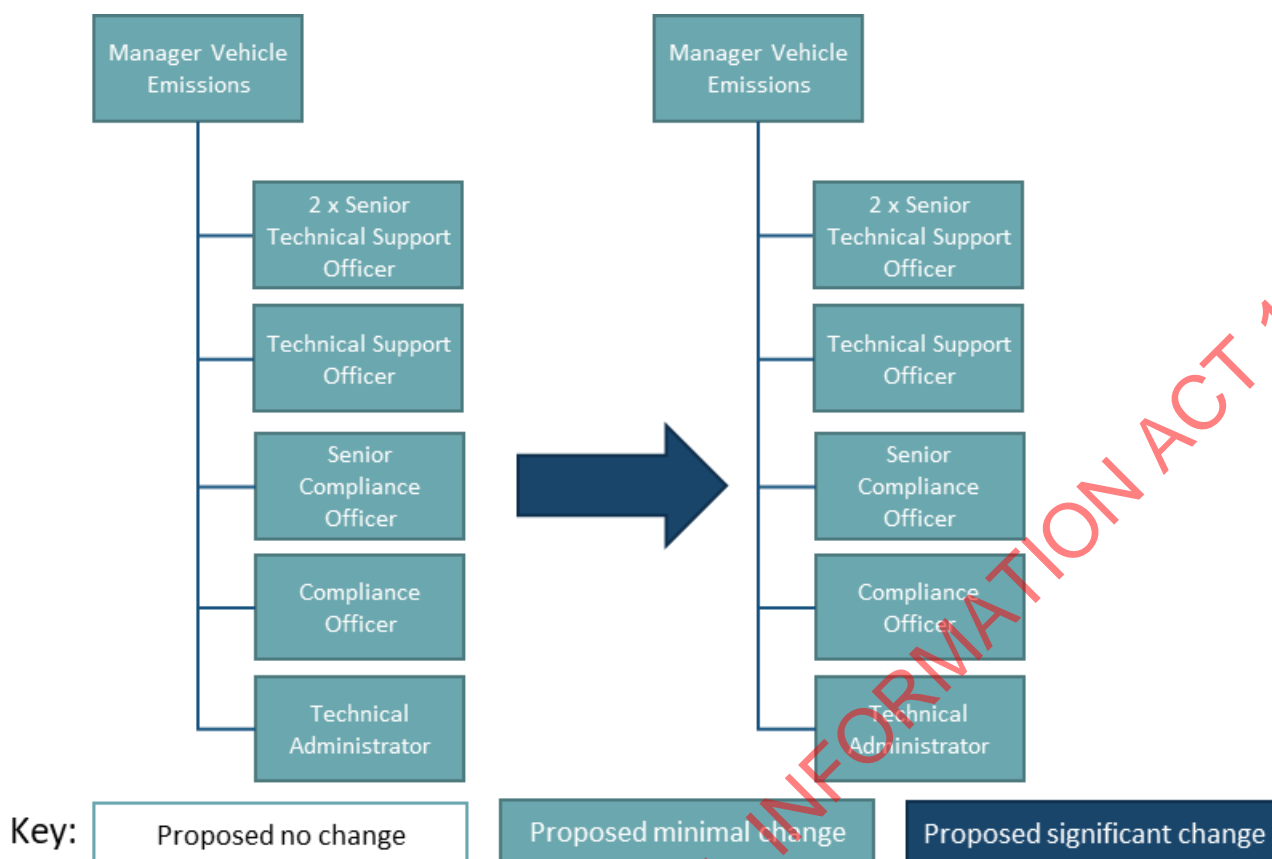 Manager Vehicle
Emissions
2 x Senior
Technical Support
Officer
Technical Support
Officer
Senior
Compliance
Officer
Compliance
Officer
Technical
Administrator
Manager Vehicle
Emissions
2 x Senior
Technical Support
Officer
Technical Support
Officer
Senior
Compliance
Officer
Compliance
Officer
Technical
Administrator
Key:
Proposed no change
Proposed minimal change
Proposed significant change
INFORMATION ACT